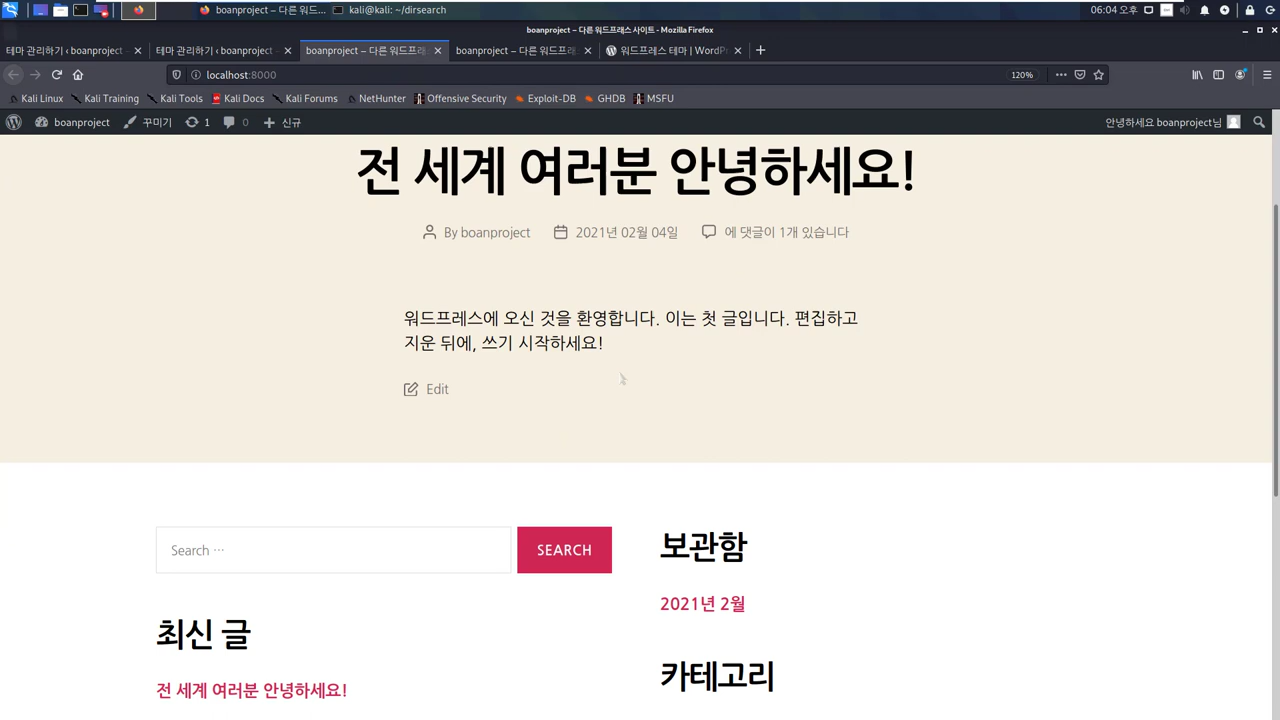 boanproject – 다른 워드... kali@kali: ~/dirsearch 06:04 오후
boanproject – 다른 워드프레스 사이트 - Mozilla Firefox
테마 관리하기 ‹ boanproject 테마 관리하기 ‹ boanproject boanproject – 다른 워드프레 boanproject – 다른 워드프레 워드프레스 테마 | WordP
localhost:8000 120%
Kali Linux Kali Training Kali Tools Kali Docs Kali Forums NetHunter Offensive Security Exploit-DB GHDB MSFU
boanproject 꾸미기 1 0 신규 안녕하세요 boanproject님
전 세계 여러분 안녕하세요!
By boanproject 2021년 02월 04일 에 댓글이 1개 있습니다
워드프레스에 오신 것을 환영합니다. 이는 첫 글입니다. 편집하고
지운 뒤에, 쓰기 시작하세요!
Edit
Search …
SEARCH
최신 글
전 세계 여러분 안녕하세요!
보관함
2021년 2월
카테고리